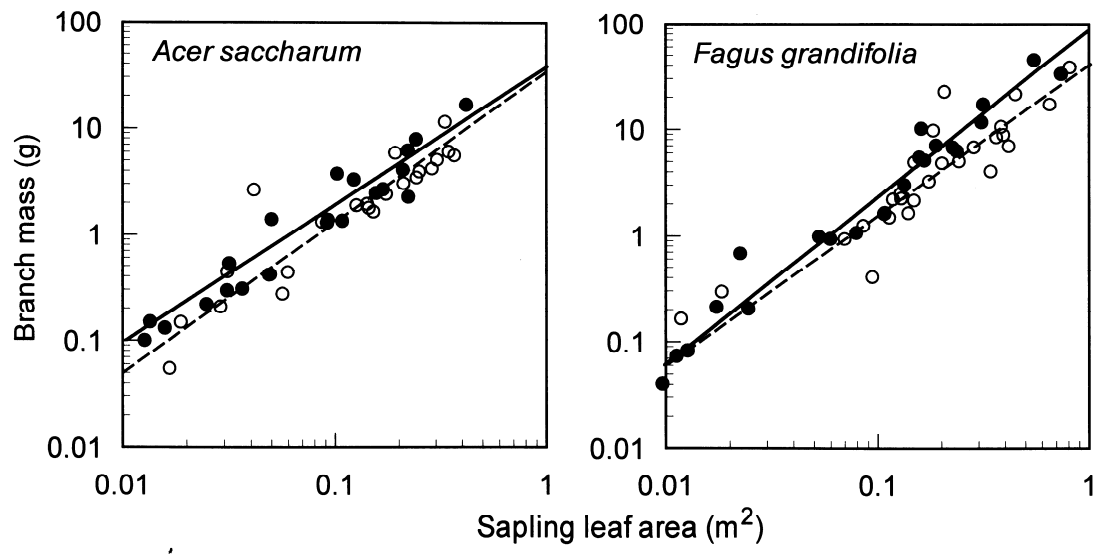 Acer saccharum
Fagus grandifolia
Branch mass (g)
100
10
1
0.1
0.01
100
10
1
0.1
0.01
0.01 0.1 1
0.01 0.1 1
Sapling leaf area (m²)